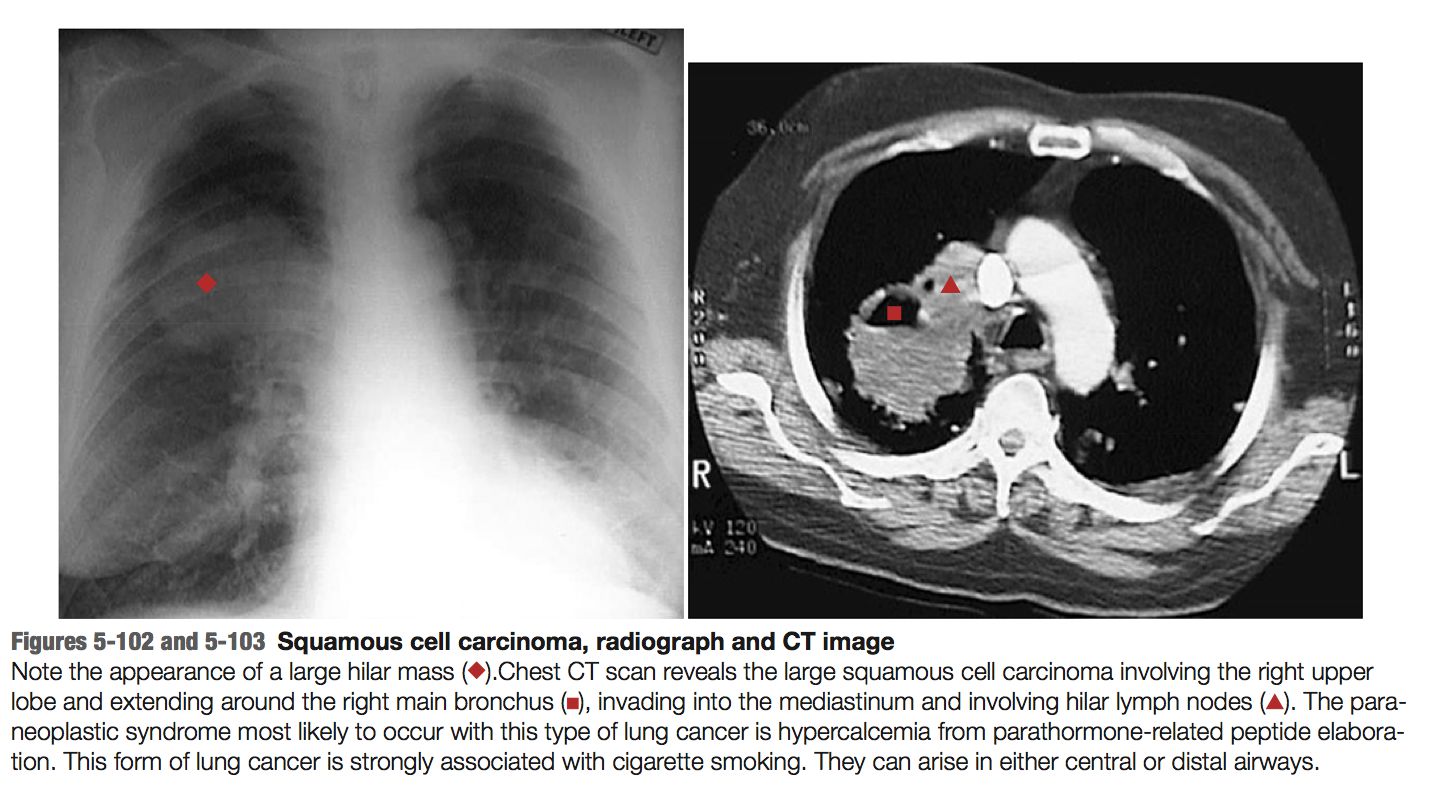 LEFT
36.0cm
R
L
R
L
kV 120
mA 240
Figures 5-102 and 5-103 Squamous cell carcinoma, radiograph and CT image
Note the appearance of a large hilar mass (◆).Chest CT scan reveals the large squamous cell carcinoma involving the right upper
lobe and extending around the right main bronchus (■), invading into the mediastinum and involving hilar lymph nodes (▲). The para-
neoplastic syndrome most likely to occur with this type of lung cancer is hypercalcemia from parathormone-related peptide elabora-
tion. This form of lung cancer is strongly associated with cigarette smoking. They can arise in either central or distal airways.